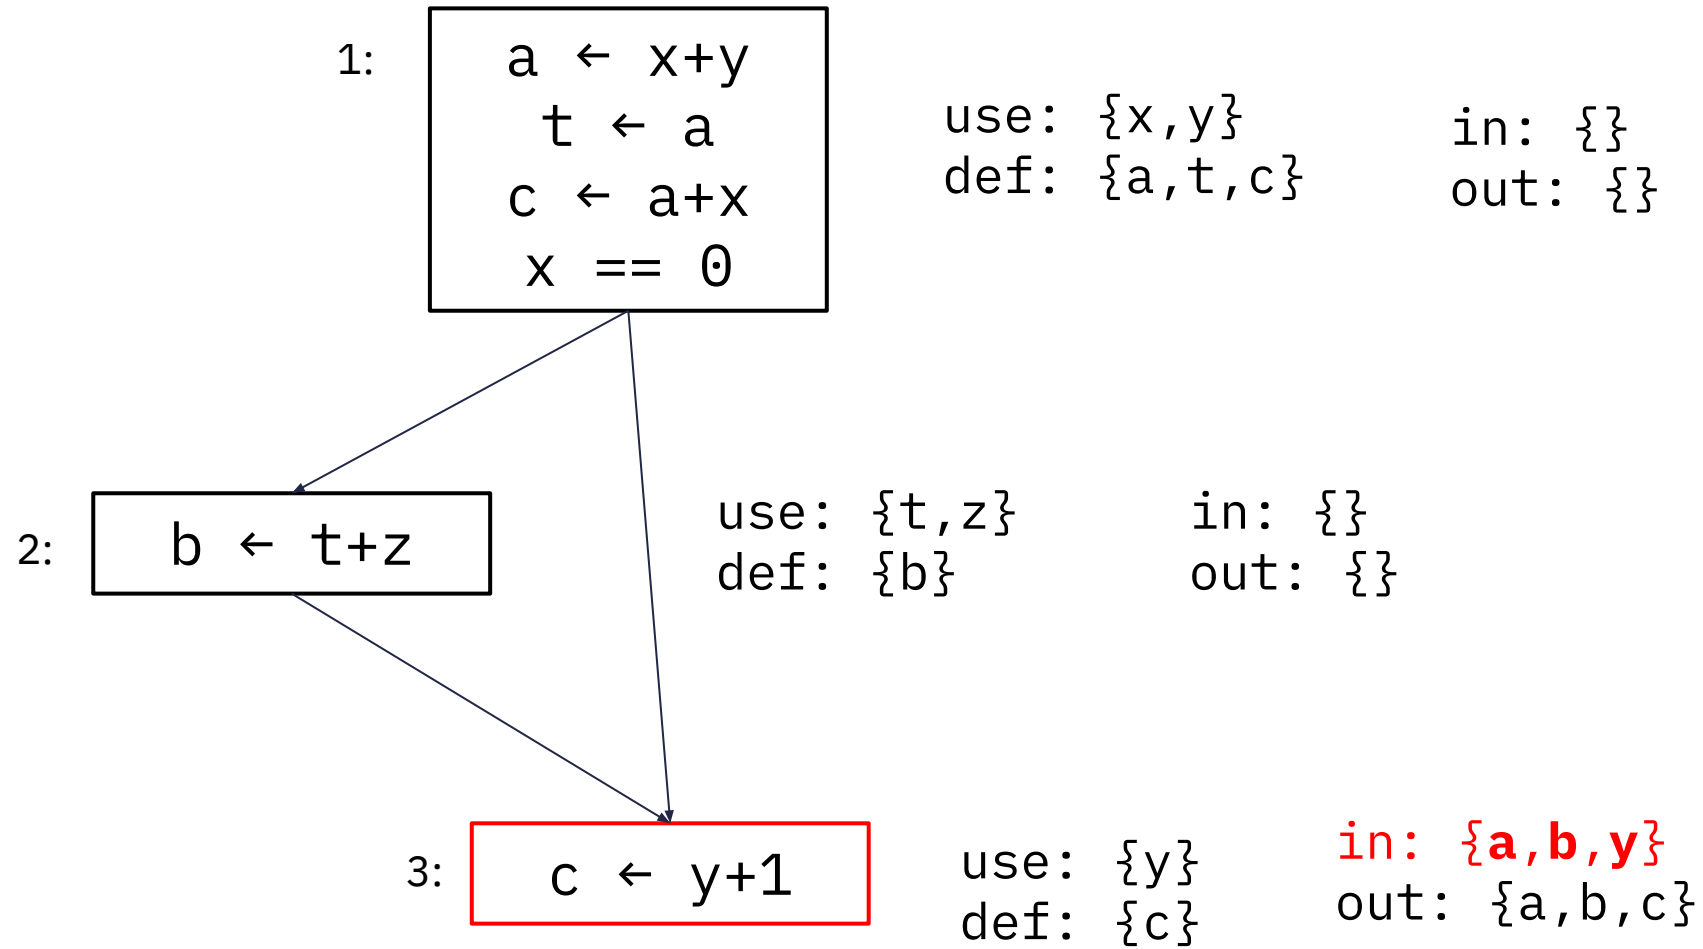 1:
a ← x+y
t ← a
c ← a+x
x == 0
use: {x,y}
def: {a,t,c}
in: {}
out: {}
2:
b ← t+z
use: {t,z}
def: {b}
in: {}
out: {}
3:
c ← y+1
use: {y}
def: {c}
in: {a,b,y}
out: {a,b,c}